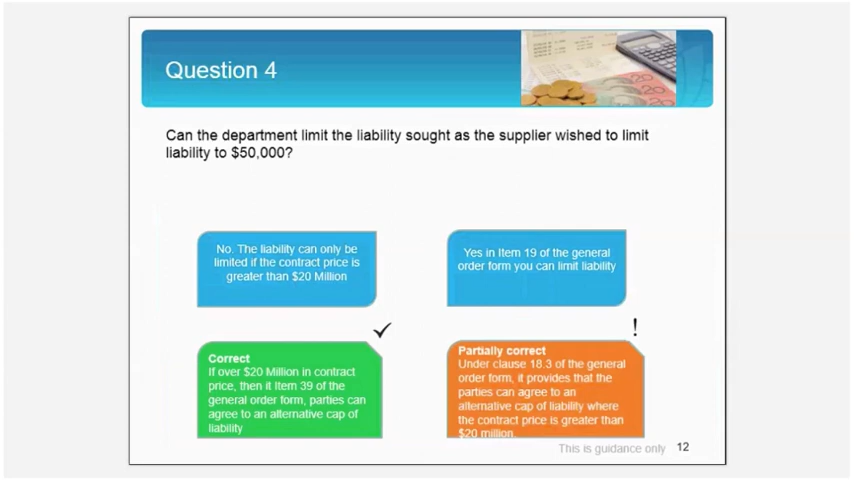 Question 4
Can the department limit the liability sought as the supplier wished to limit
liability to $50,000?
No. The liability can only be
limited if the contract price is
greater than $20 Million
Yes in Item 19 of the general
order form you can limit liability
Correct
If over $20 Million in contract
price, then it Item 39 of the
general order form, parties can
agree to an alternative cap of
liability
Partially correct
Under clause 18.3 of the general
order form, it provides that the
parties can agree to an
alternative cap of liability where
the contract price is greater than
$20 million.
This is guidance only 12